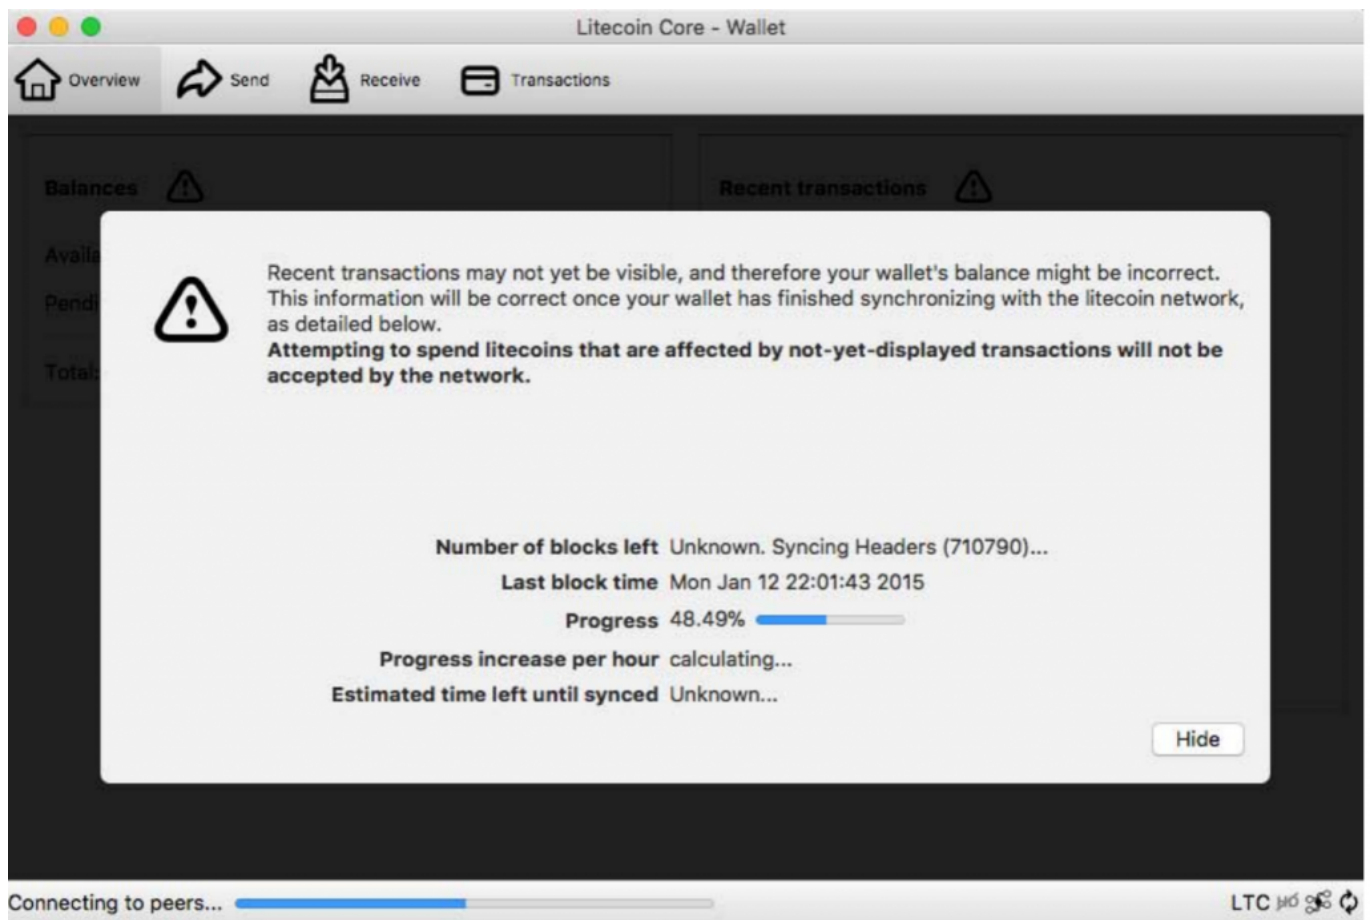 Litecoin Core - Wallet
Overview Send Receive Transactions
Balances Recent transactions
Recent transactions may not yet be visible, and therefore your wallet's balance might be incorrect.
This information will be correct once your wallet has finished synchronizing with the litecoin network,
as detailed below.
Attempting to spend litecoins that are affected by not-yet-displayed transactions will not be
accepted by the network.
Pendi
Total:
Number of blocks left Unknown. Syncing Headers (710790)...
Last block time Mon Jan 12 22:01:43 2015
Progress 48.49%
Progress increase per hour calculating...
Estimated time left until synced Unknown...
Hide
Connecting to peers... LTC HD